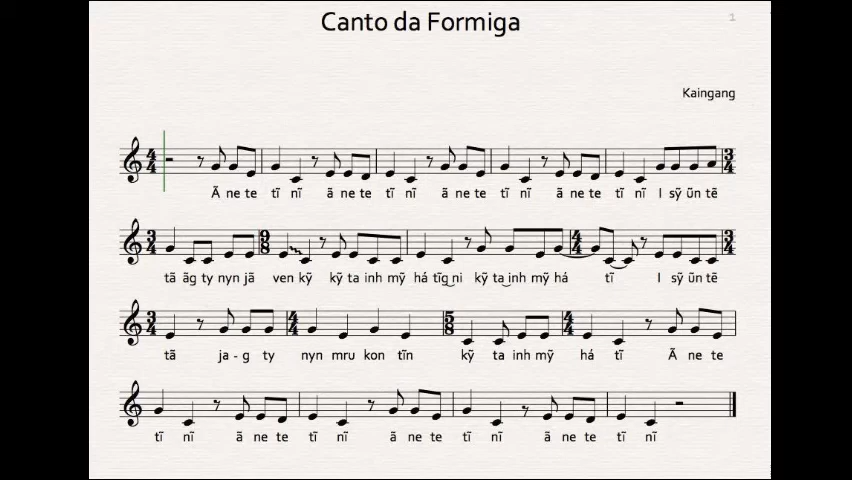 Canto da Formiga
1
Kaingang
Ã ne te tĩ nĩ ã ne te tĩ nĩ ã ne te tĩ nĩ ã ne te tĩ nĩ I sỹ ũn tẽ
tã ãg ty nyn jã ven kỹ kỹ ta inh mỹ há tĩg ni kỹ ta inh mỹ há tĩ I sỹ ũn tẽ
tã ja - g ty nyn mru kon tĩn kỹ ta inh mỹ há tĩ Ã ne te
tĩ nĩ ã ne te tĩ nĩ ã ne te tĩ nĩ ã ne te tĩ nĩ